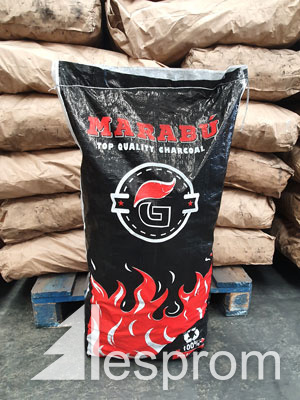 MARABÚ
TOP QUALITY CHARCOAL
G
100%
lesprom